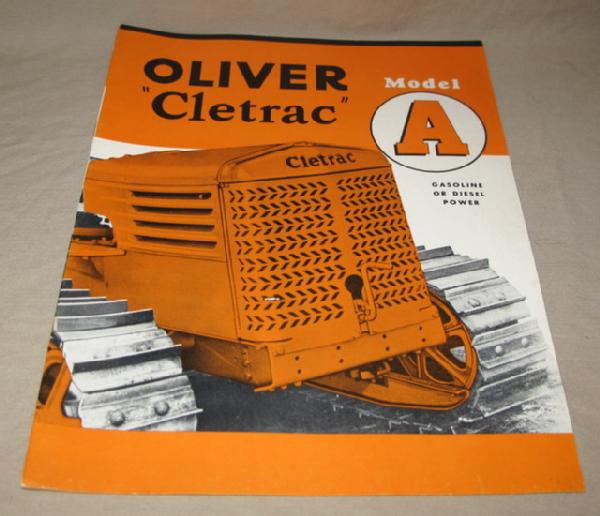 OLIVER
"Cletrac"
Model
A
GASOLINE
OR DIESEL
POWER
Cletrac